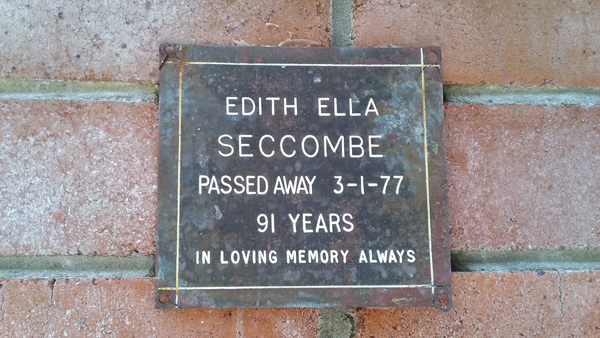 EDITH ELLA
SECCOMBE
PASSED AWAY 3-1-77
91 YEARS
IN LOVING MEMORY ALWAYS